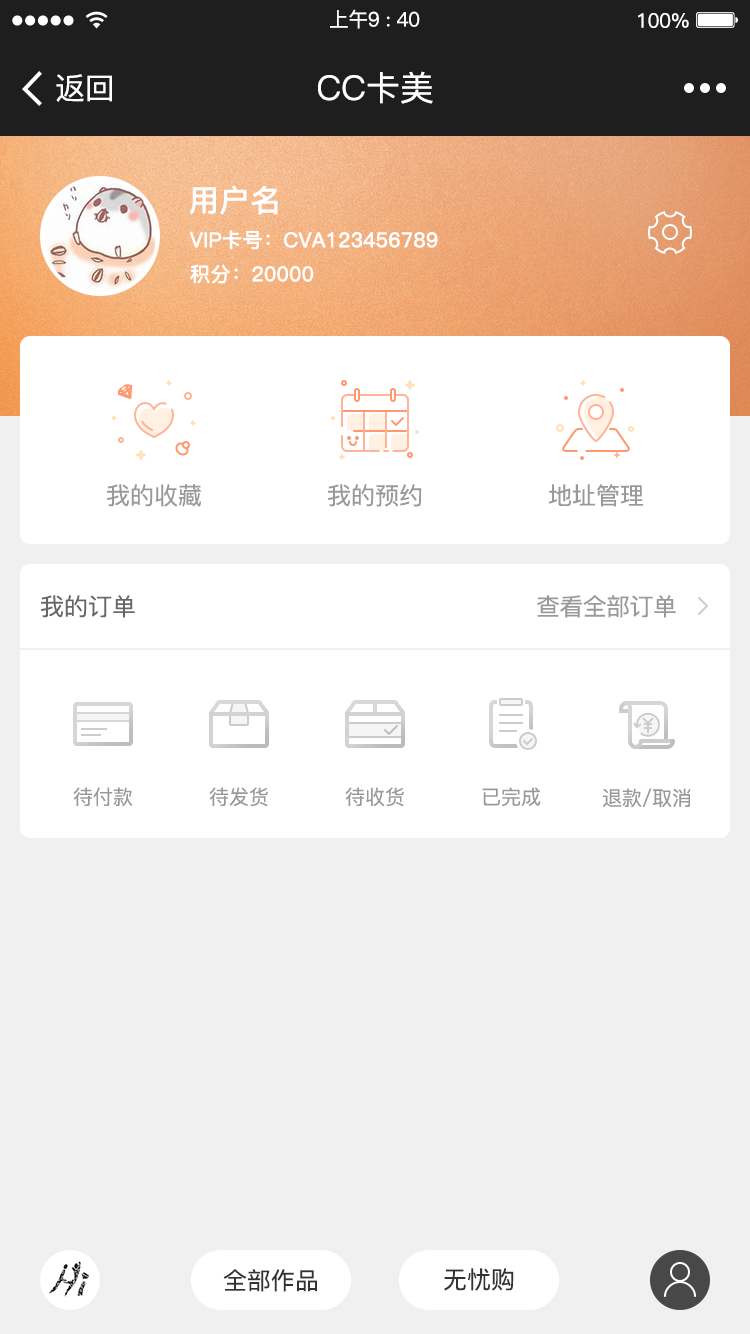 上午9 : 40
100%
返回
CC卡美
用户名
VIP卡号：CVA123456789
积分：20000
我的收藏
我的预约
地址管理
我的订单
查看全部订单
待付款
待发货
待收货
已完成
退款/取消
Hi
全部作品
无忧购